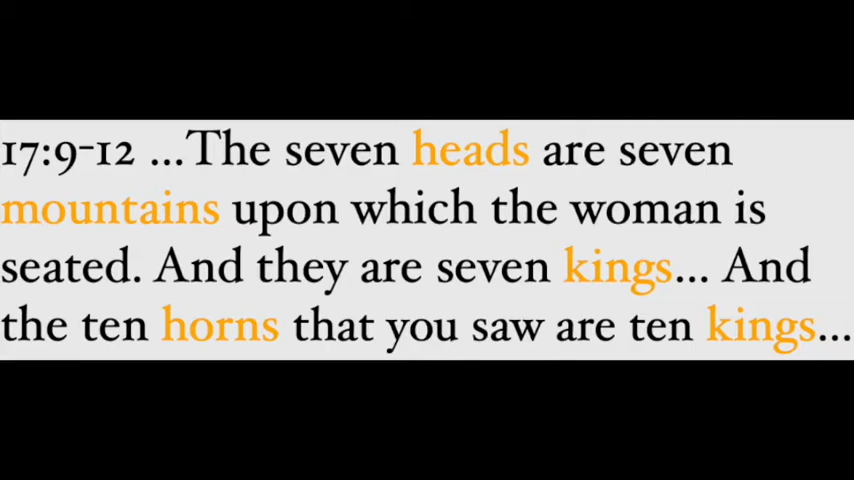 17:9-12 ...The seven heads are seven
mountains upon which the woman is
seated. And they are seven kings... And
the ten horns that you saw are ten kings...